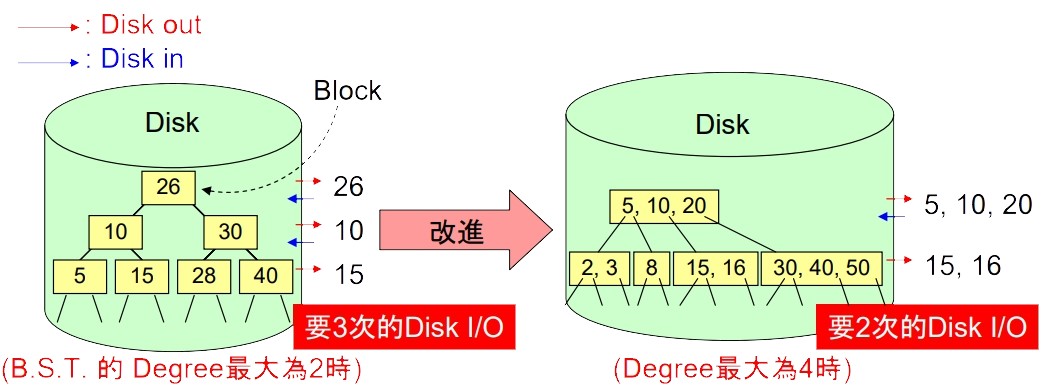 : Disk out
: Disk in
Block
Disk
26
10 30
5 15 28 40
26
10
15
要3次的Disk I/O
(B.S.T. 的 Degree最大為2時)
改進
Disk
5, 10, 20
2, 3 8 15, 16 30, 40, 50
5, 10, 20
15, 16
要2次的Disk I/O
(Degree最大為4時)